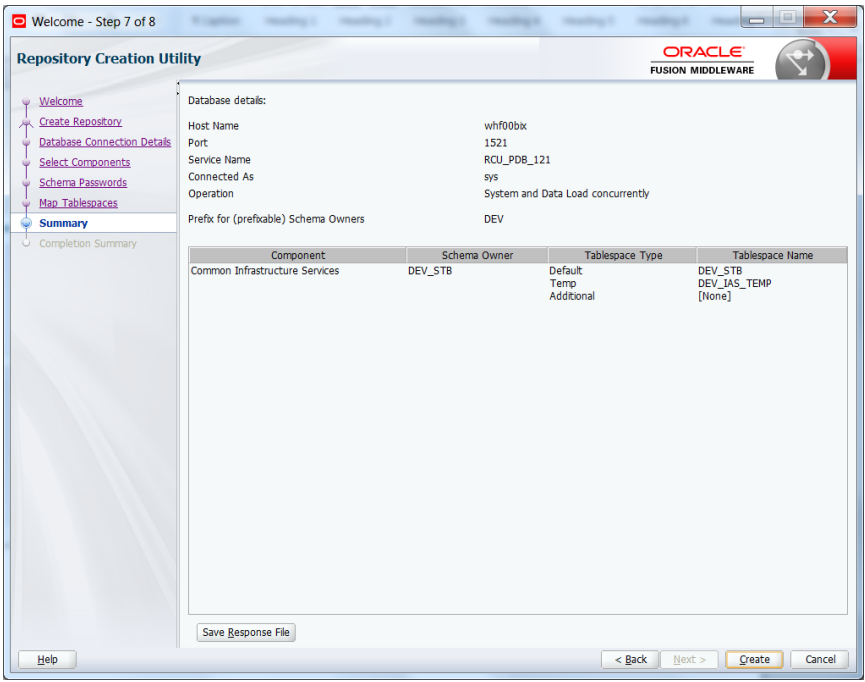 Welcome - Step 7 of 8
Repository Creation Utility
ORACLE
FUSION MIDDLEWARE
Welcome
Create Repository
Database Connection Details
Select Components
Schema Passwords
Map Tablespaces
Summary
Completion Summary
Database details:
Host Name whf00bix
Port 1521
Service Name RCU_PDB_121
Connected As sys
Operation System and Data Load concurrently
Prefix for (prefixable) Schema Owners DEV
Component Schema Owner Tablespace Type Tablespace Name
Common Infrastructure Services DEV_STB Default DEV_STB
Temp DEV_IAS_TEMP
Additional [None]
Save Response File
Help < Back Next > Create Cancel